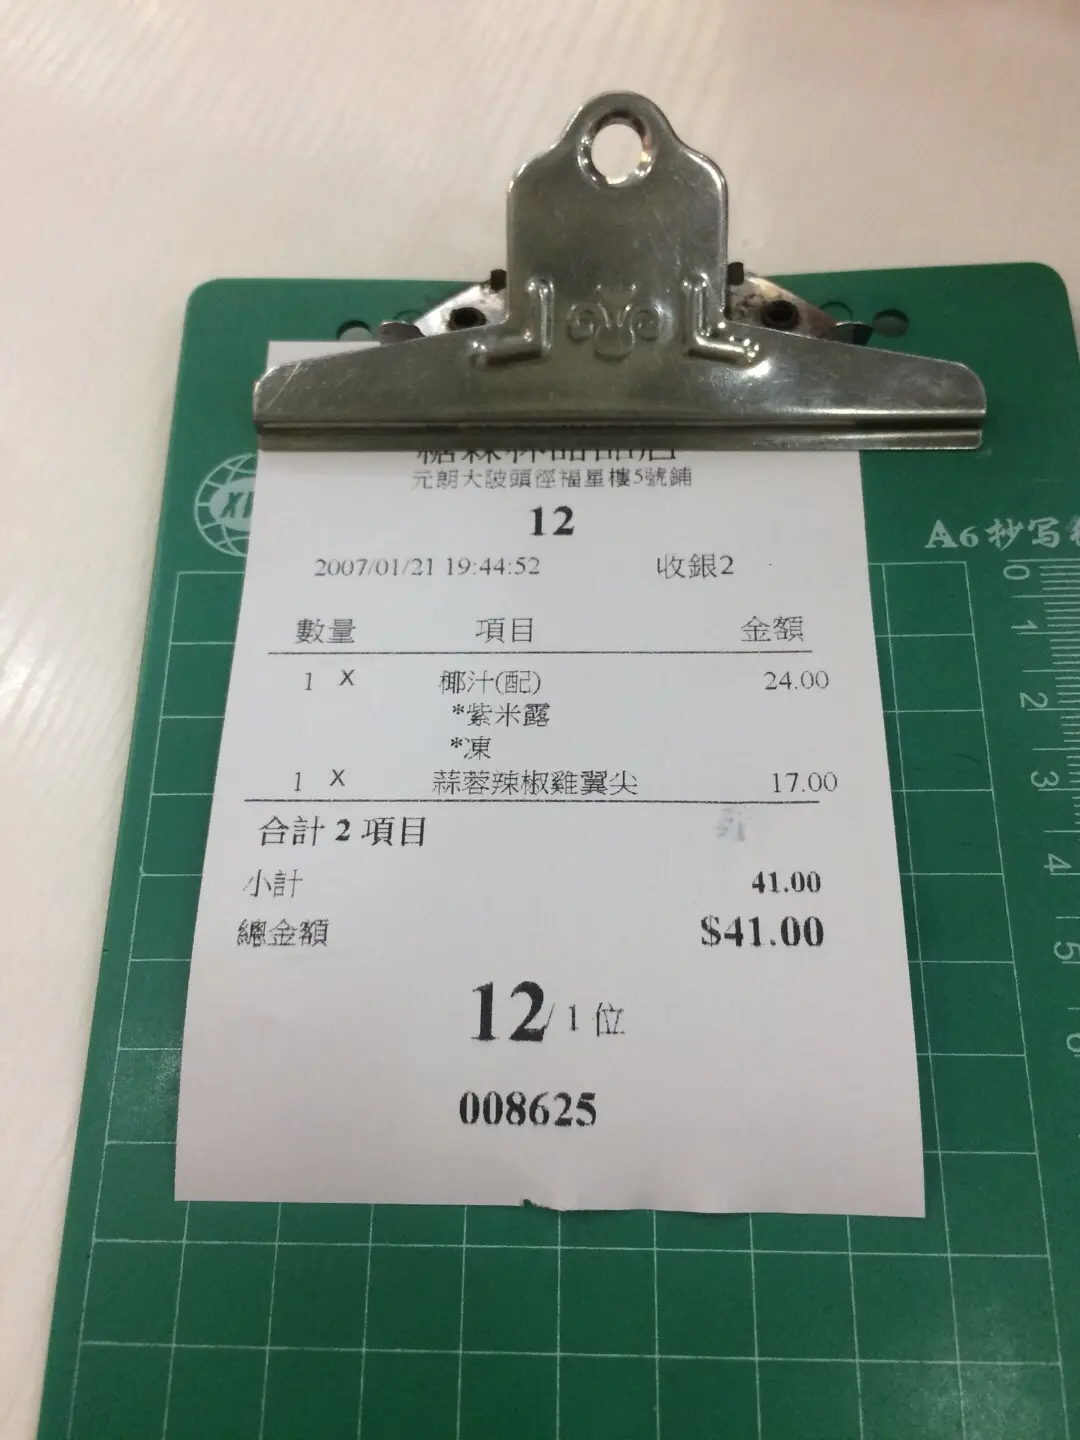 元朗大陂頭徑福星樓5號鋪
12
2007/01/21 19:44:52 收銀2
數量 項目 金額
1 X 椰汁(配) 24.00
*紫米露
*凍
1 X 蒜蓉辣椒雞翼尖 17.00
合計 2 項目
小計 41.00
總金額 $41.00
12/ 1 位
008625
A6 抄写
0
1
2
3
4
5
6